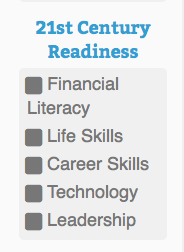 21st Century
Readiness
Financial
Literacy
Life Skills
Career Skills
Technology
Leadership